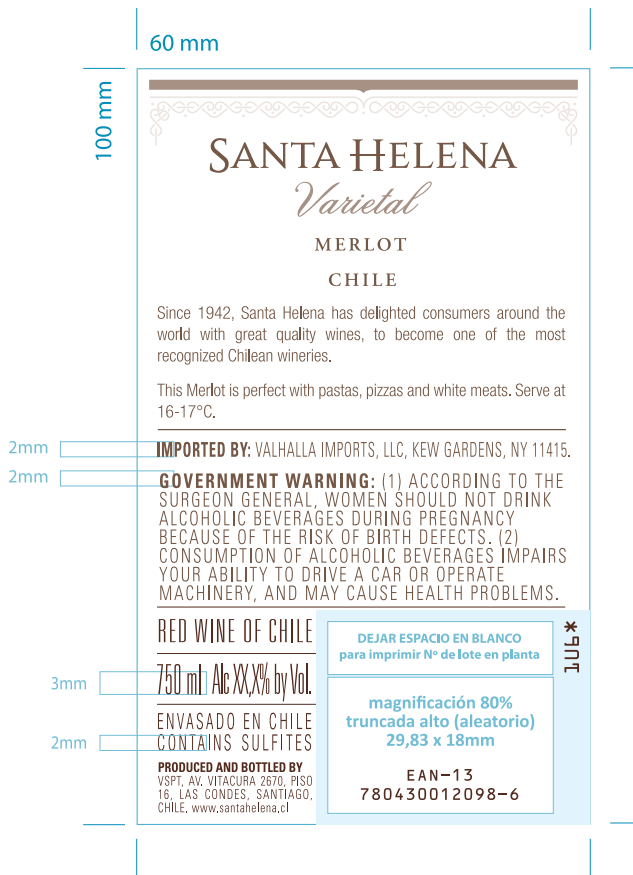 60 mm
100 mm
SANTA HELENA
Varietal
MERLOT
CHILE
Since 1942, Santa Helena has delighted consumers around the
world with great quality wines, to become one of the most
recognized Chilean wineries.
This Merlot is perfect with pastas, pizzas and white meats. Serve at
16-17°C.
2mm
IMPORTED BY: VALHALLA IMPORTS, LLC, KEW GARDENS, NY 11415.
2mm
GOVERNMENT WARNING: (1) ACCORDING TO THE
SURGEON GENERAL, WOMEN SHOULD NOT DRINK
ALCOHOLIC BEVERAGES DURING PREGNANCY
BECAUSE OF THE RISK OF BIRTH DEFECTS. (2)
CONSUMPTION OF ALCOHOLIC BEVERAGES IMPAIRS
YOUR ABILITY TO DRIVE A CAR OR OPERATE
MACHINERY, AND MAY CAUSE HEALTH PROBLEMS.
RED WINE OF CHILE
3mm
750 ml Alc XX,X% by Vol.
ENVASADO EN CHILE
2mm
CONTAINS SULFITES
PRODUCED AND BOTTLED BY
VSPT, AV. VITACURA 2670, PISO
16, LAS CONDES, SANTIAGO,
CHILE. www.santahelena.cl
DEJAR ESPACIO EN BLANCO
para imprimir Nº de lote en planta
magnificación 80%
truncada alto (aleatorio)
29,83 x 18mm
EAN-13
780430012098-6